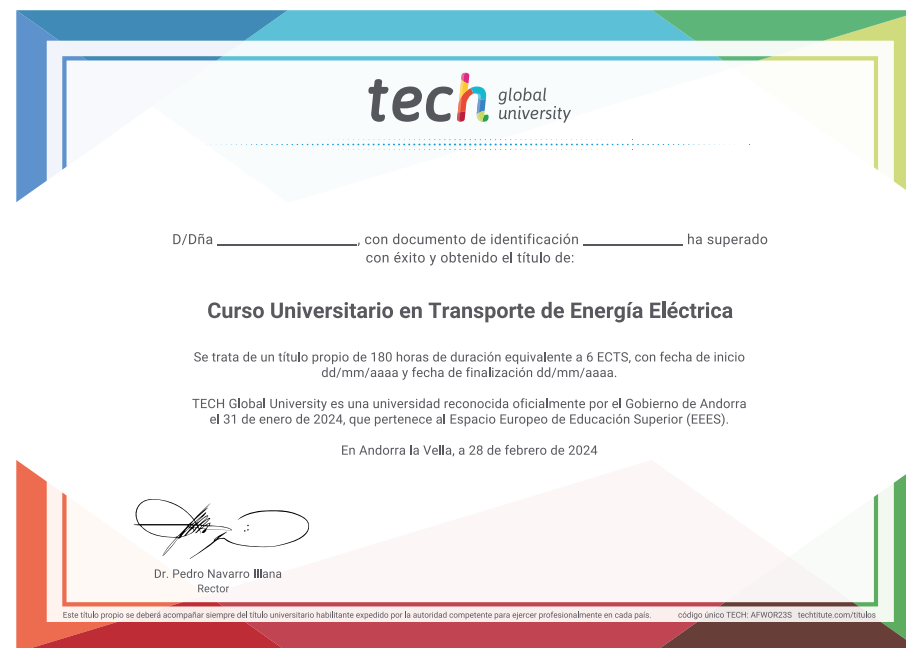 tech global university
D/Dña ________________, con documento de identificación ____________ ha superado
con éxito y obtenido el título de:
Curso Universitario en Transporte de Energía Eléctrica
Se trata de un título propio de 180 horas de duración equivalente a 6 ECTS, con fecha de inicio
dd/mm/aaaa y fecha de finalización dd/mm/aaaa.
TECH Global University es una universidad reconocida oficialmente por el Gobierno de Andorra
el 31 de enero de 2024, que pertenece al Espacio Europeo de Educación Superior (EEES).
En Andorra la Vella, a 28 de febrero de 2024
Dr. Pedro Navarro Illana
Rector
Este título propio se deberá acompañar siempre del título universitario habilitante expedido por la autoridad competente para ejercer profesionalmente en cada país. código único TECH: AFWOR23S techtitute.com/titulos